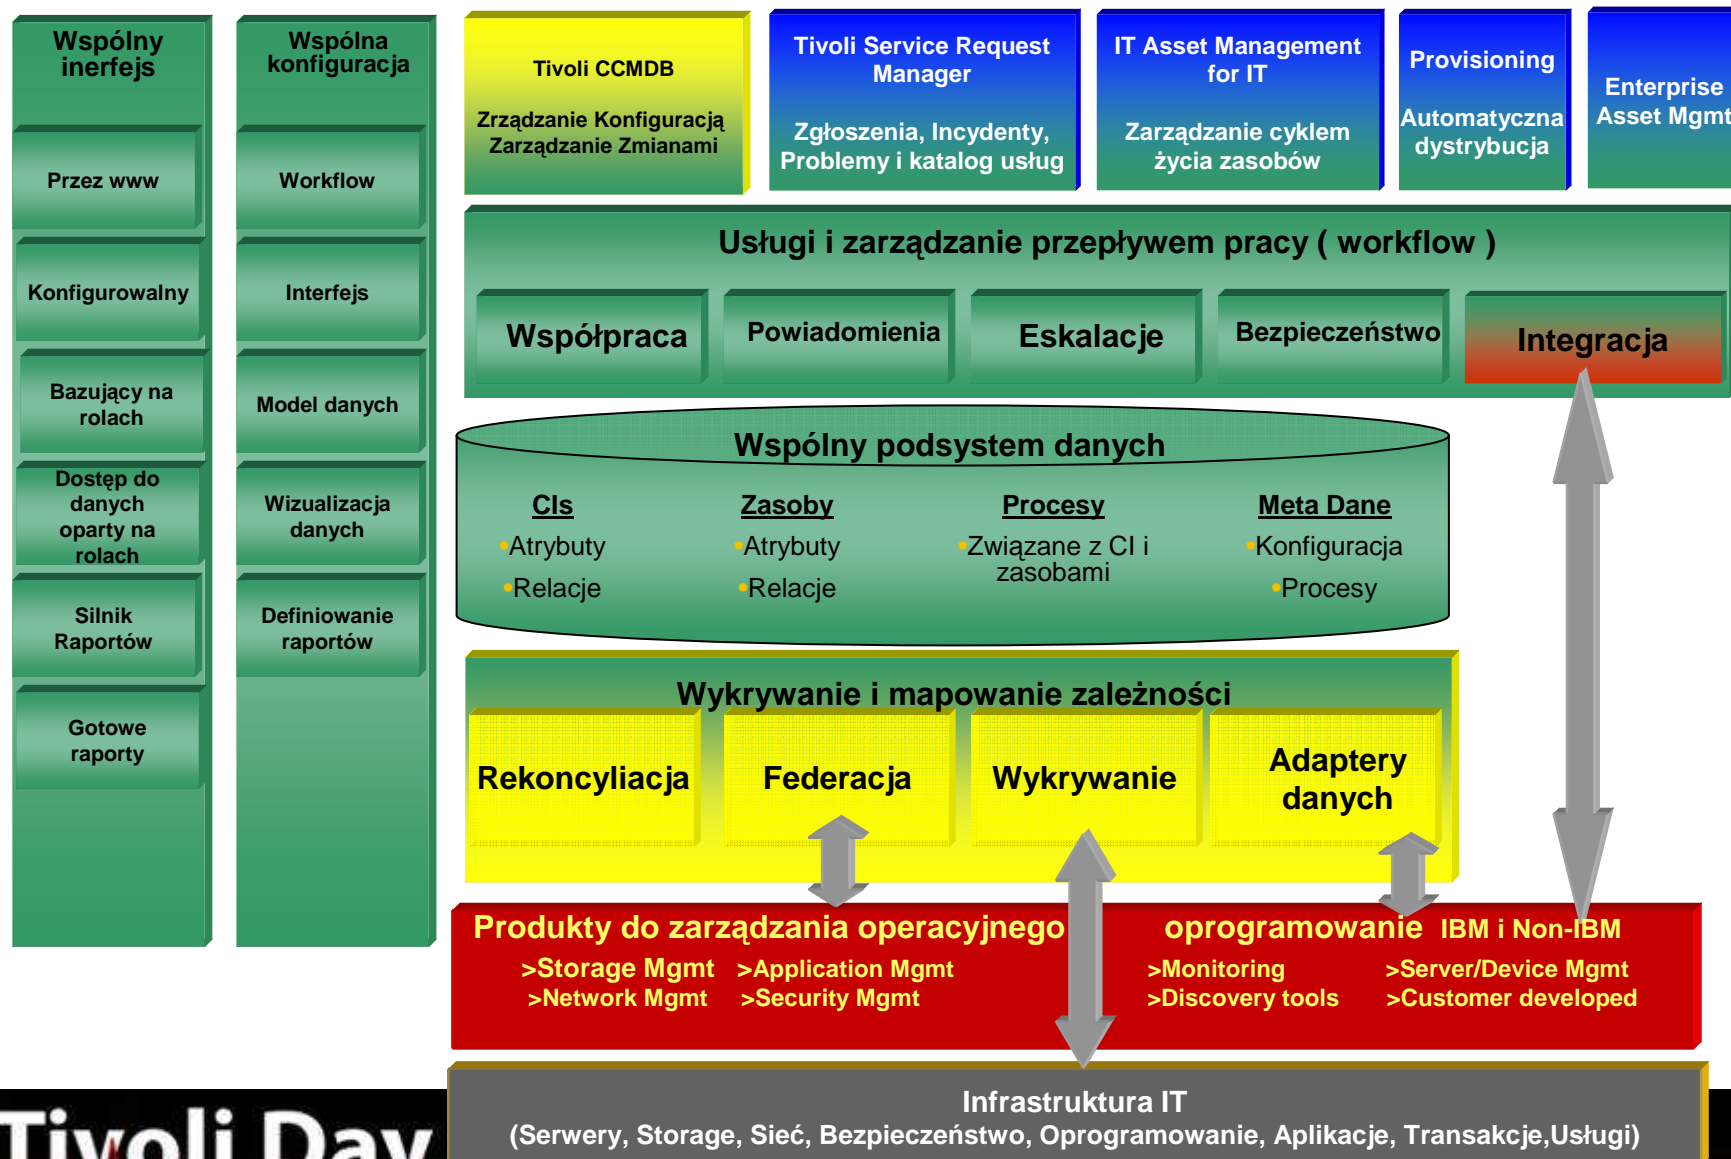 Wspólny
inerfejs
Przez www
Konfigurowalny
Bazujący na
rolach
Dostęp do
danych
oparty na
rolach
Silnik
Raportów
Gotowe
raporty
Wspólna
konfiguracja
Workflow
Interfejs
Model danych
Wizualizacja
danych
Definiowanie
raportów
Tivoli CCMDB
Zrządzanie Konfiguracją
Zarządzanie Zmianami
Tivoli Service Request
Manager
Zgłoszenia, Incydenty,
Problemy i katalog usług
IT Asset Management
for IT
Zarządzanie cyklem
życia zasobów
Provisioning
Automatyczna
dystrybucja
Enterprise
Asset Mgmt
Usługi i zarządzanie przepływem pracy ( workflow )
Współpraca
Powiadomienia
Eskalacje
Bezpieczeństwo
Integracja
Wspólny podsystem danych
CIs
•Atrybuty
•Relacje
Zasoby
•Atrybuty
•Relacje
Procesy
•Związane z CI i
zasobami
Meta Dane
•Konfiguracja
•Procesy
Wykrywanie i mapowanie zależności
Rekoncyliacja
Federacja
Wykrywanie
Adaptery
danych
Produkty do zarządzania operacyjnego
>Storage Mgmt >Application Mgmt
>Network Mgmt >Security Mgmt
oprogramowanie IBM i Non-IBM
>Monitoring >Server/Device Mgmt
>Discovery tools >Customer developed
Infrastruktura IT
(Serwery, Storage, Sieć, Bezpieczeństwo, Oprogramowanie, Aplikacje, Transakcje,Usługi)
Tivoli Day